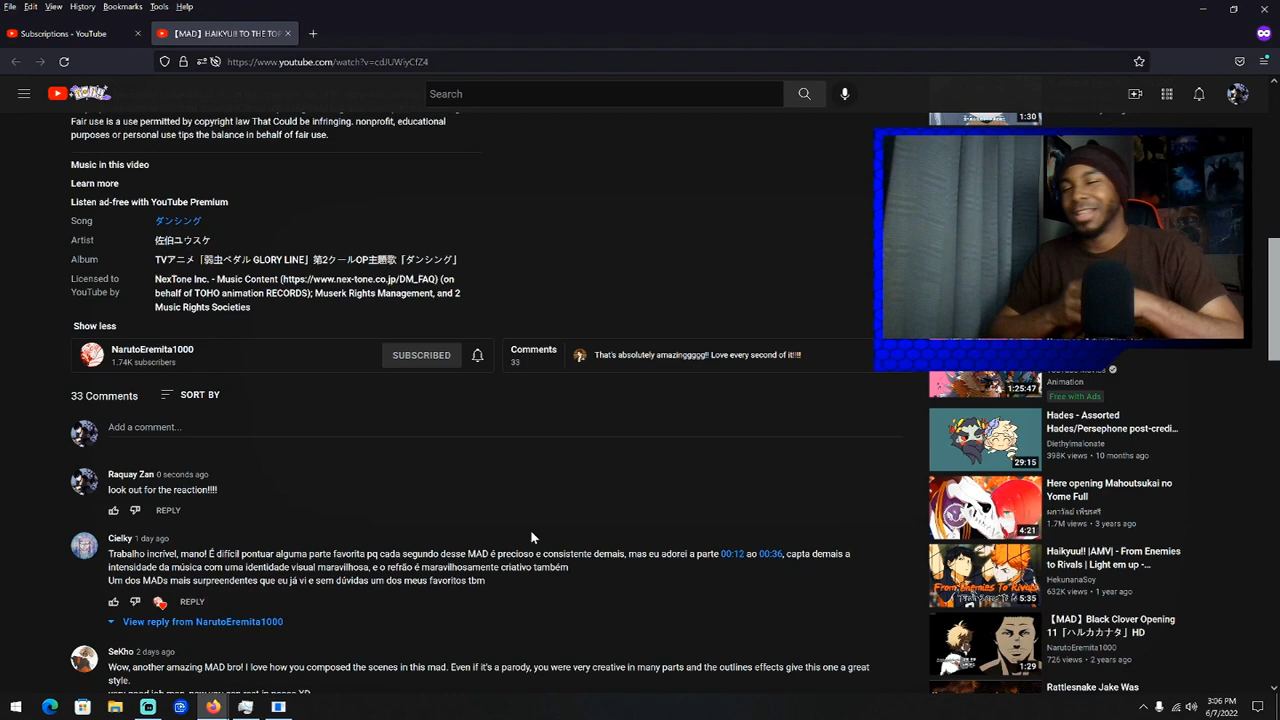 File Edit View History Bookmarks Tools Help
Subscriptions - YouTube
【MAD】HAIKYU!! TO THE TOP
https://www.youtube.com/watch?v=cdJUWiyCfZ4
Search
Fair use is a use permitted by copyright law That Could be infringing. nonprofit, educational
purposes or personal use tips the balance in behalf of fair use.
1:30
Music in this video
Learn more
Listen ad-free with YouTube Premium
Song ダンシング
Artist 佐伯ユウスケ
Album TVアニメ「弱虫ペダル GLORY LINE」第2クールOP主題歌「ダンシング」
Licensed to YouTube by
NexTone Inc. - Music Content (https://www.nex-tone.co.jp/DM_FAQ) (on
behalf of TOHO animation RECORDS); Muserk Rights Management, and 2
Music Rights Societies
Show less
NarutoEremita1000
1.74K subscribers
SUBSCRIBED
Comments
33
That's absolutely amazingggggg!! Love every second of it!!!!
33 Comments
SORT BY
Add a comment...
Raquay Zan 0 seconds ago
look out for the reaction!!!!
REPLY
Cielky 1 day ago
Trabalho incrível, mano! É difícil pontuar alguma parte favorita pq cada segundo desse MAD é precioso e consistente demais, mas eu adorei a parte 00:12 ao 00:36, capta demais a
intensidade da música com uma identidade visual maravilhosa, e o refrão é maravilhosamente criativo também
Um dos MADs mais surpreendentes que eu já vi e sem dúvidas um dos meus favoritos tbm
REPLY
View reply from NarutoEremita1000
SeKho 2 days ago
Wow, another amazing MAD bro! I love how you composed the scenes in this mad. Even if it's a parody, you were very creative in many parts and the outlines effects give this one a great
style.
1:25:47
Animation
Free with Ads
Hades - Assorted
Hades/Persephone post-credi...
Diethylmalonate
398K views • 10 months ago
29:15
Here opening Mahoutsukai no
Yome Full
1.7M views • 3 years ago
4:21
Haikyuu!! |AMV| - From Enemies
to Rivals | Light em up -...
HekunanaSoy
632K views • 1 year ago
From Enemies To Rivals
5:35
【MAD】Black Clover Opening
11「ハルカカナタ」HD
NarutoEremita1000
726 views • 2 years ago
1:29
Rattlesnake Jake Was
3:06 PM
6/7/2022